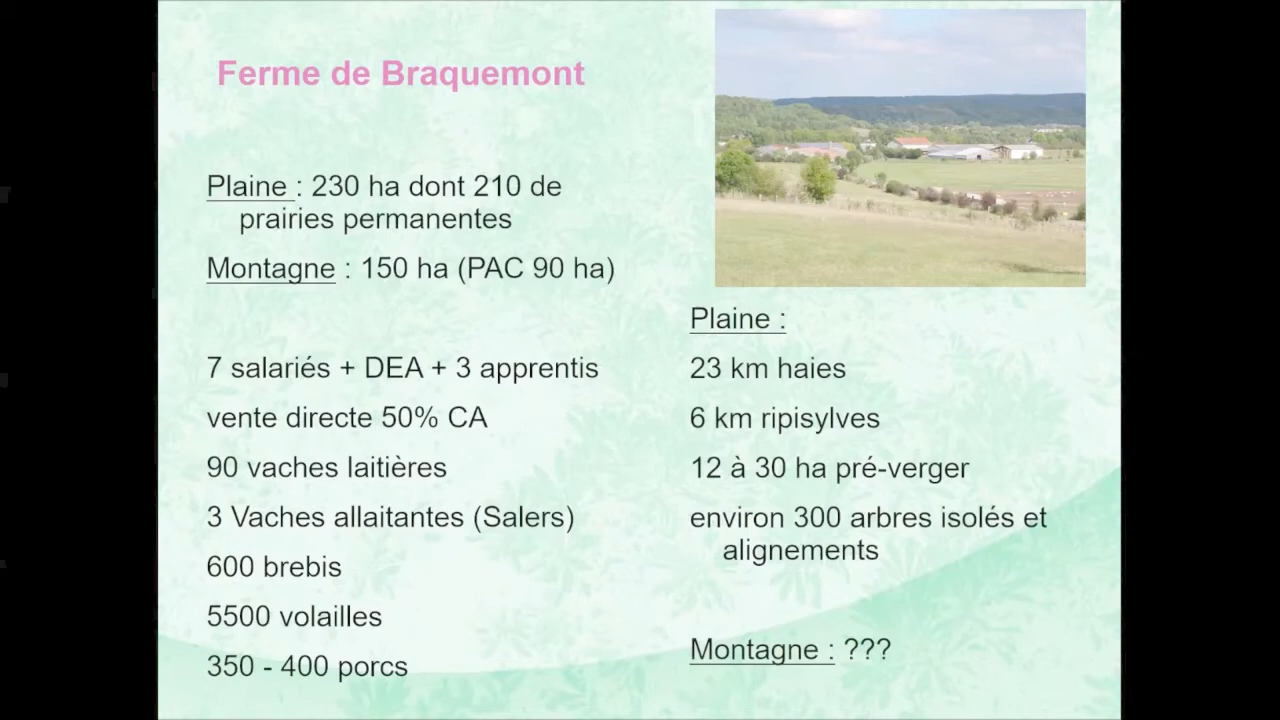 Ferme de Braquemont
Plaine : 230 ha dont 210 de
prairies permanentes
Montagne : 150 ha (PAC 90 ha)
7 salariés + DEA + 3 apprentis
vente directe 50% CA
90 vaches laitières
3 Vaches allaitantes (Salers)
600 brebis
5500 volailles
350 - 400 porcs
Plaine :
23 km haies
6 km ripisylves
12 à 30 ha pré-verger
environ 300 arbres isolés et
alignements
Montagne : ???